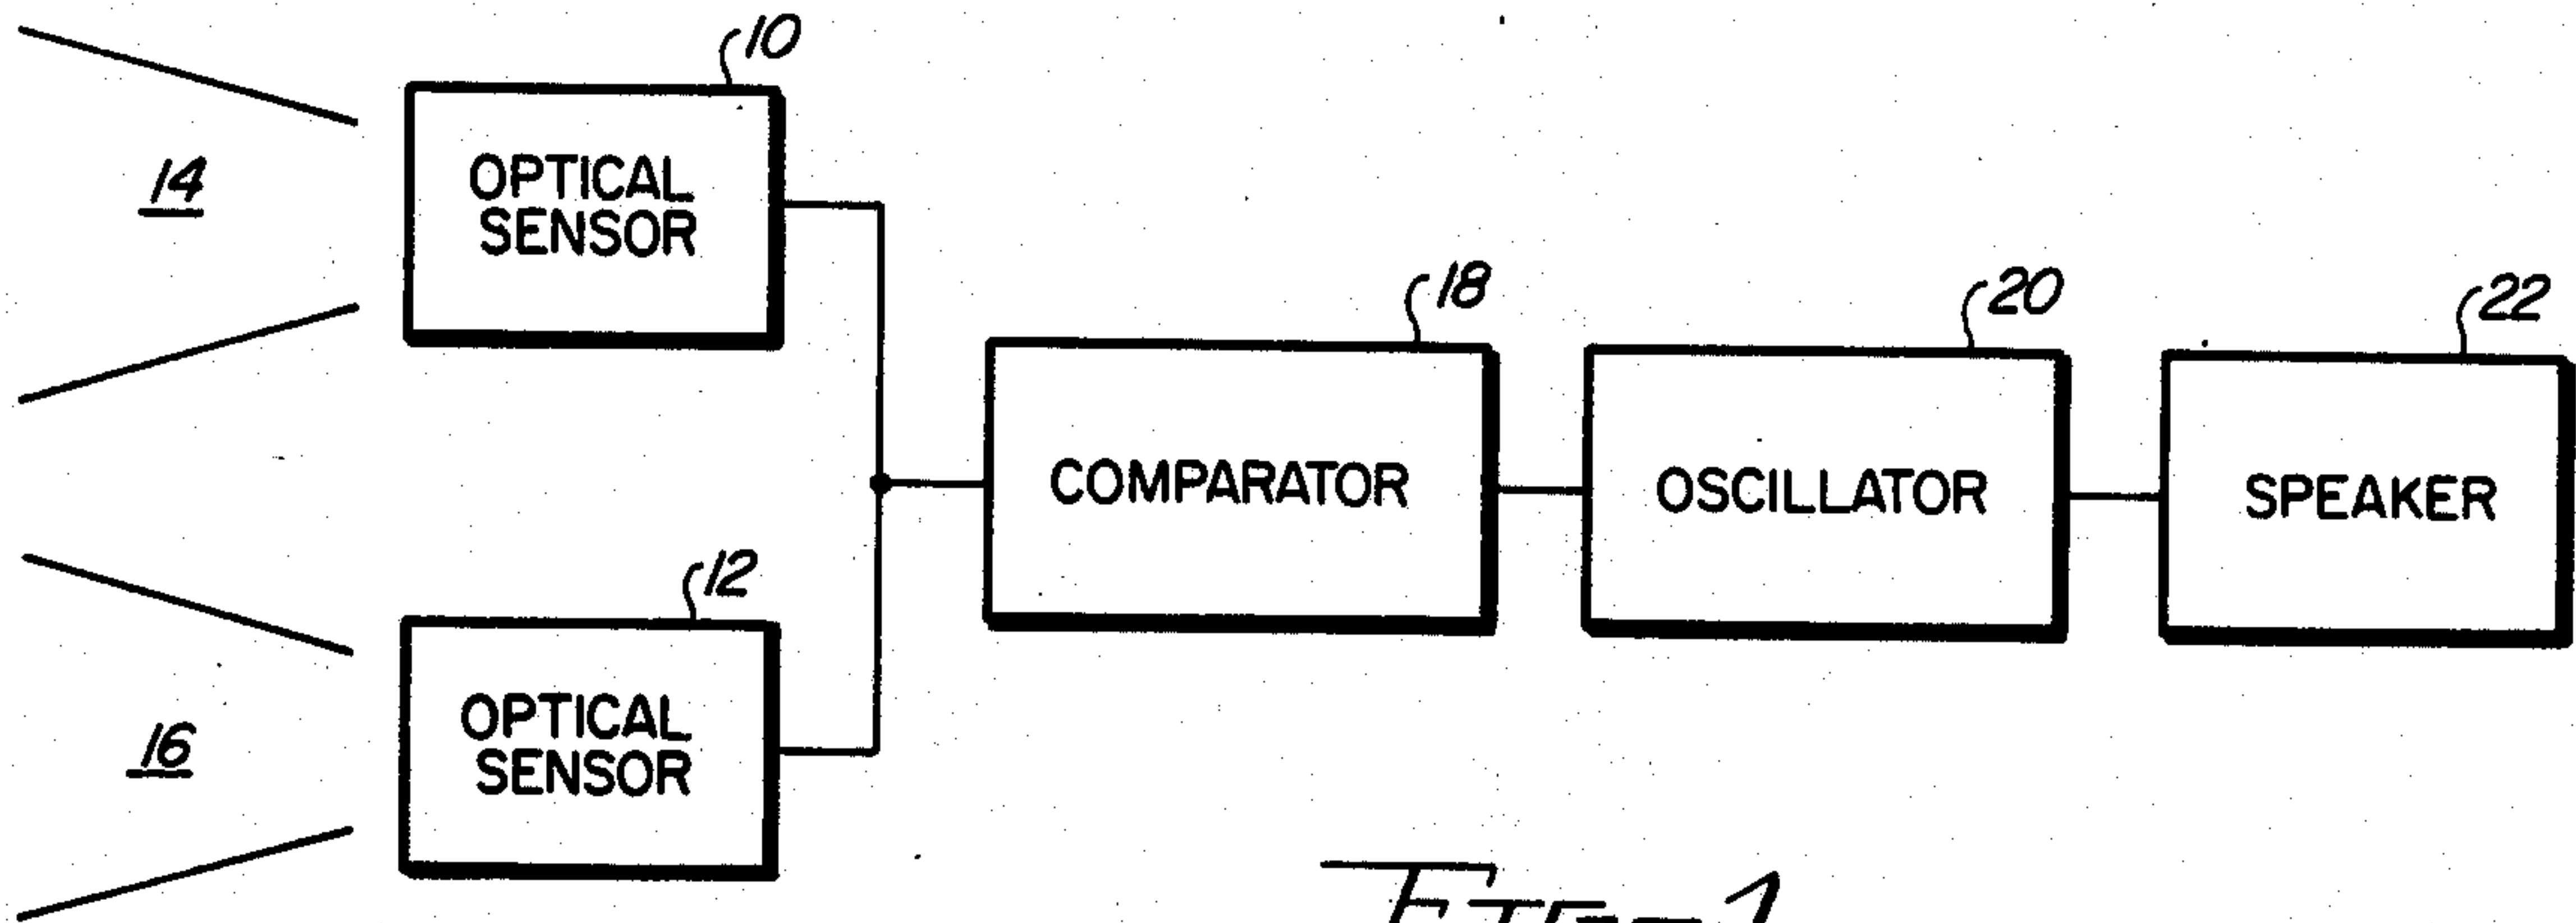 10
14
OPTICAL
SENSOR
18
20
22
COMPARATOR
OSCILLATOR
SPEAKER
12
16
OPTICAL
SENSOR